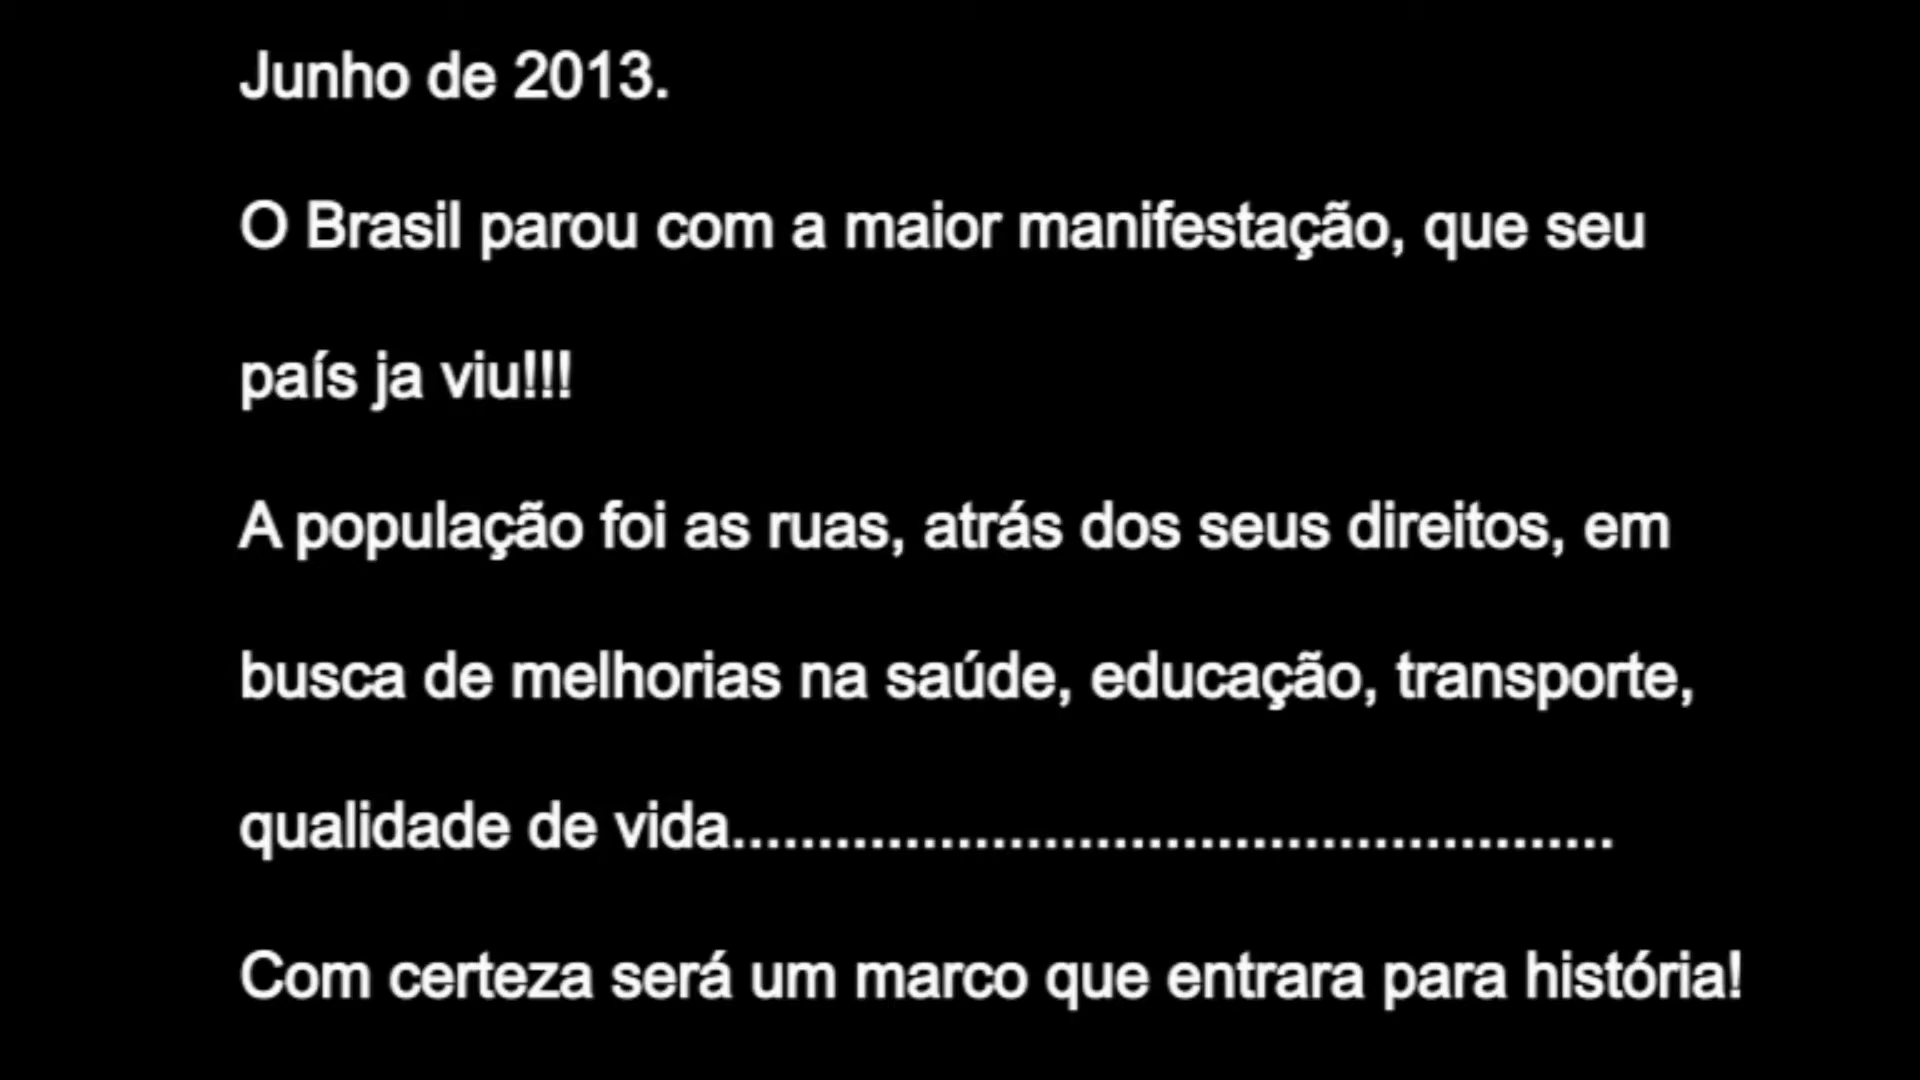 Junho de 2013.
O Brasil parou com a maior manifestação, que seu
país ja viu!!!
A população foi as ruas, atrás dos seus direitos, em
busca de melhorias na saúde, educação, transporte,
qualidade de vida....................................................
Com certeza será um marco que entrara para história!